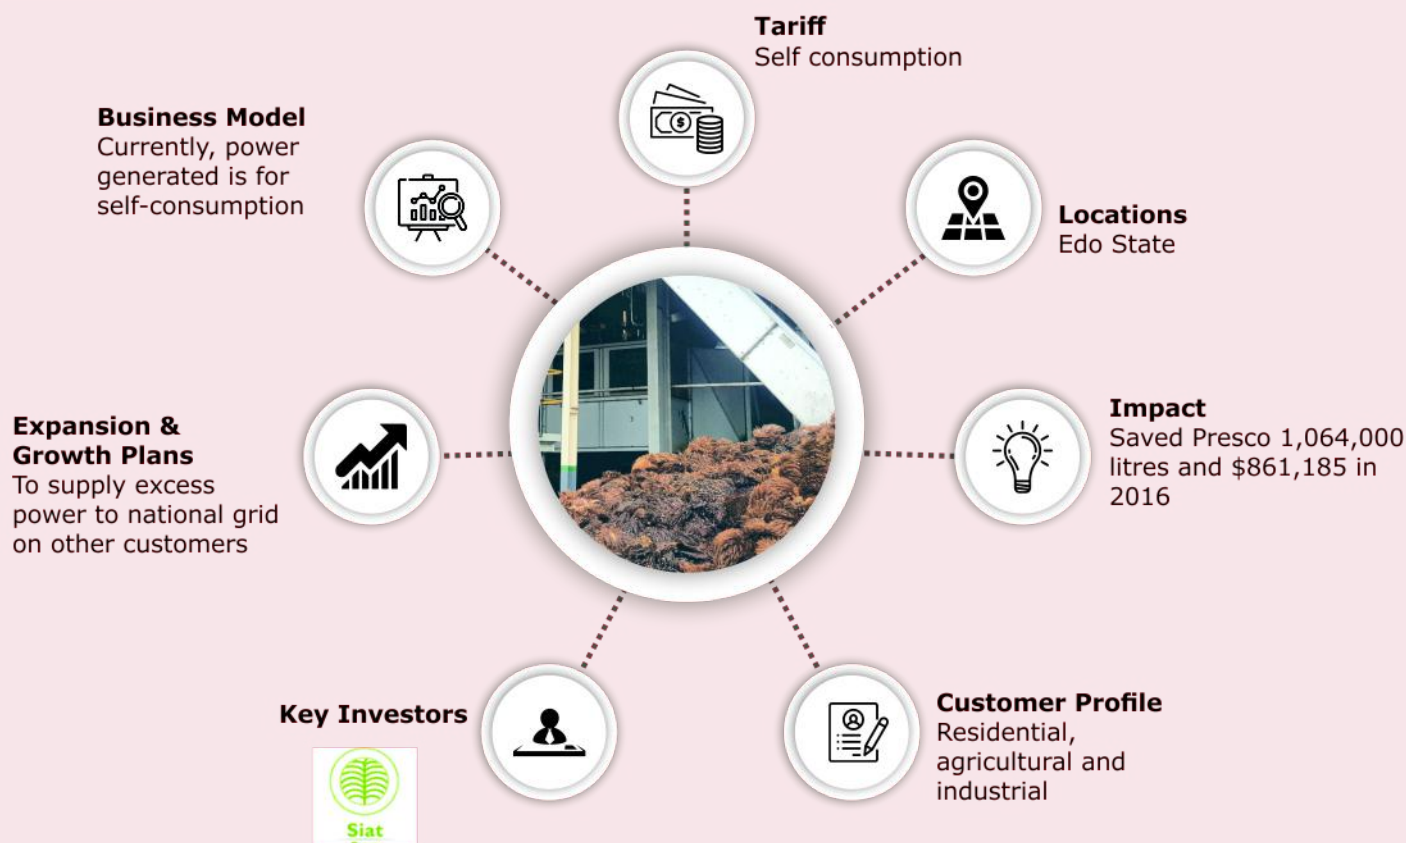 Tariff
Self consumption
Business Model
Currently, power
generated is for
self-consumption
Locations
Edo State
Expansion &
Growth Plans
To supply excess
power to national grid
on other customers
Impact
Saved Presco 1,064,000
litres and $861,185 in
2016
Key Investors
Siat
Customer Profile
Residential,
agricultural and
industrial